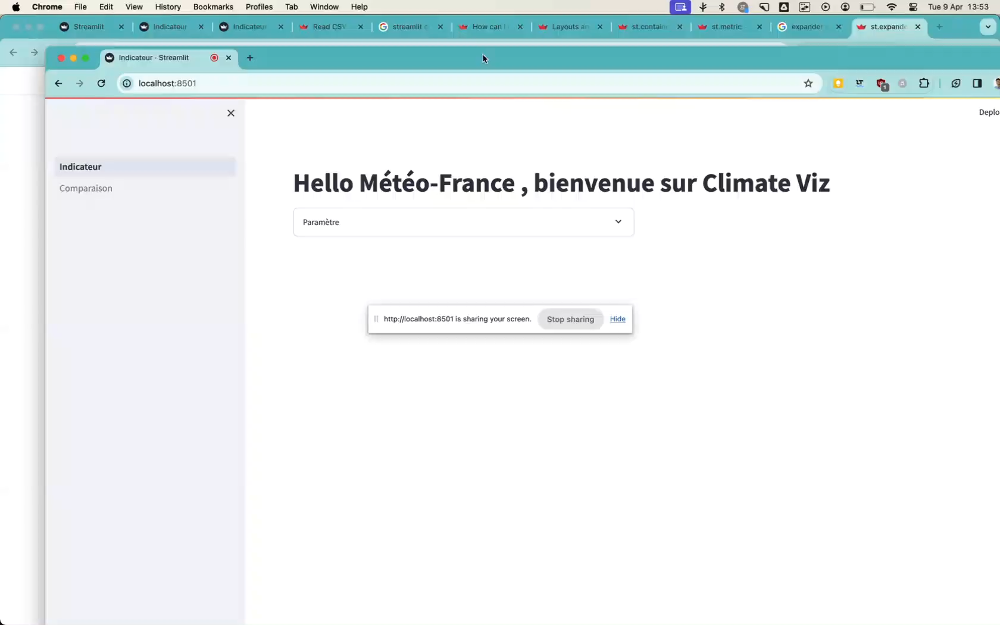 Chrome File Edit View History Bookmarks Profiles Tab Window Help Tue 9 Apr 13:53
Streamlit Indicateur Indicateur Read CSV streamlit c How can I Layouts an st.contain st.metric expander st.expande
Indicateur · Streamlit
localhost:8501
1
Deplo
Indicateur
Comparaison
Hello Météo-France , bienvenue sur Climate Viz
Paramètre
http://localhost:8501 is sharing your screen. Stop sharing Hide